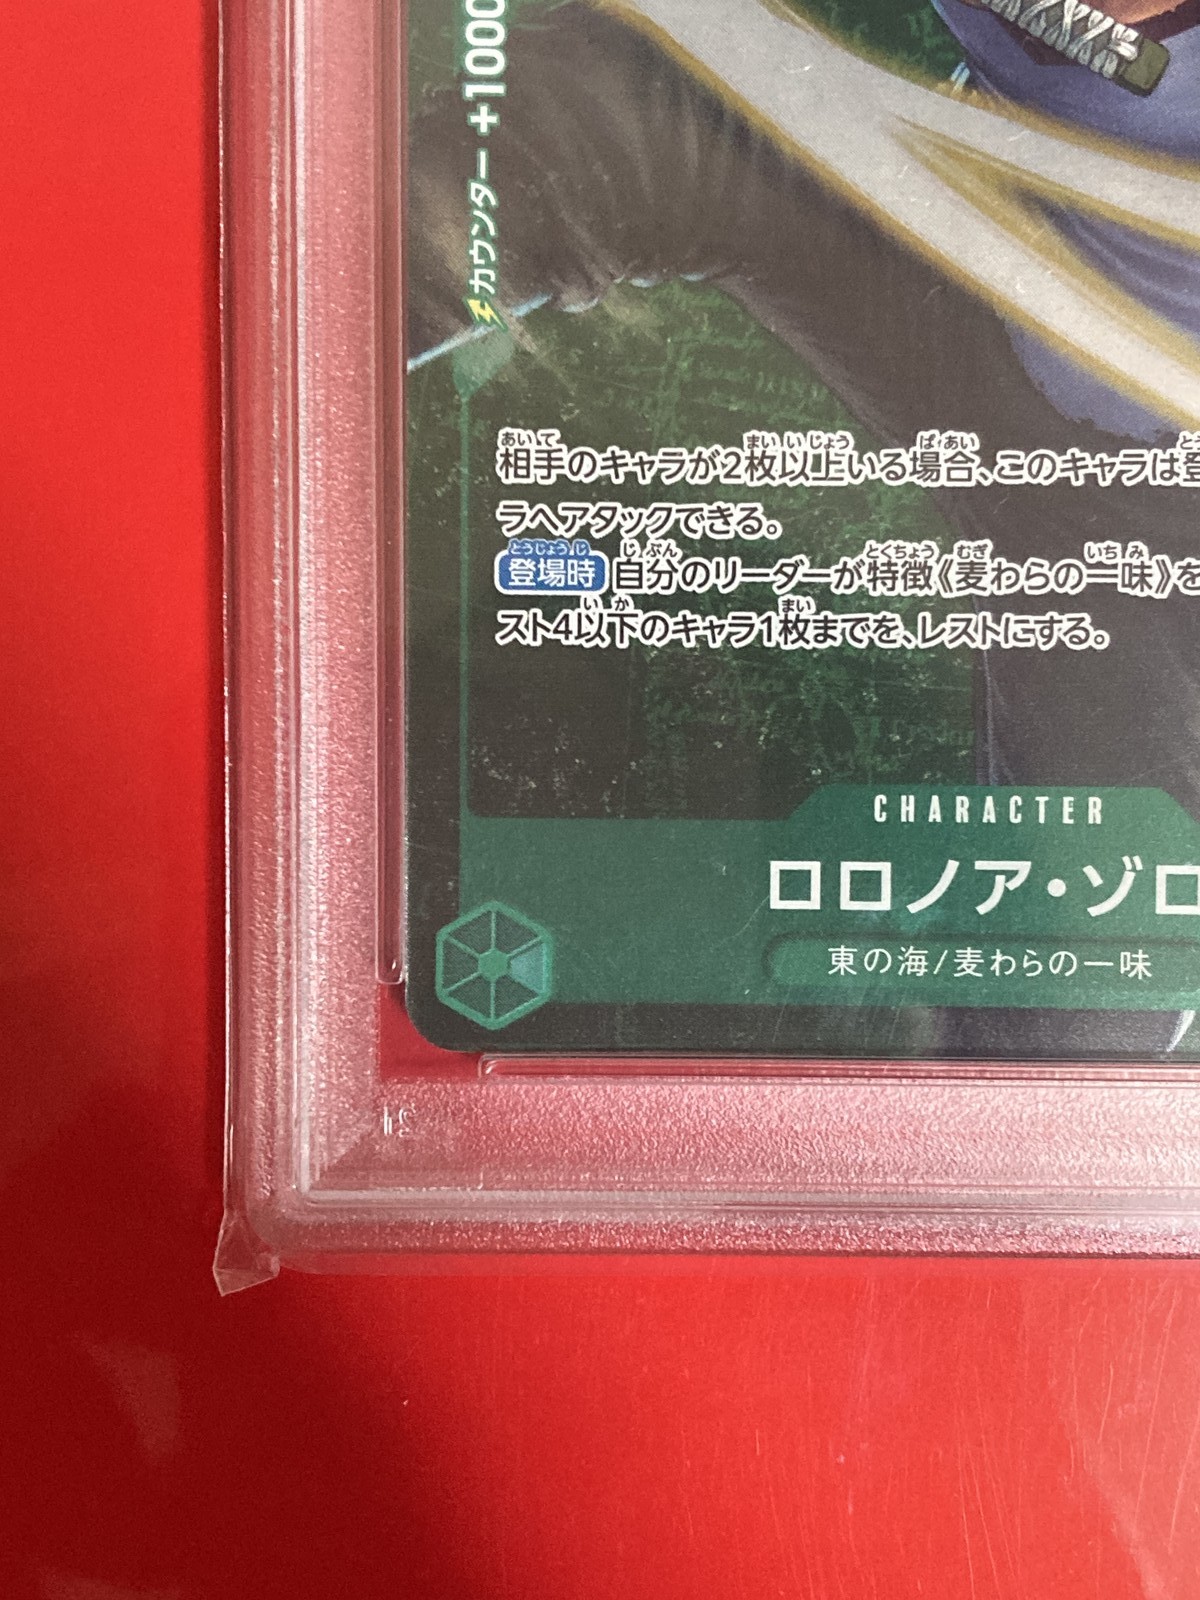 カウンター +1000
相手のキャラが2枚以上いる場合、このキャラは登
ラへアタックできる。
登場時 自分のリーダーが特徴《麦わらの一味》を
スト4以下のキャラ1枚までを、レストにする。
CHARACTER
ロロノア・ゾロ
東の海/麦わらの一味